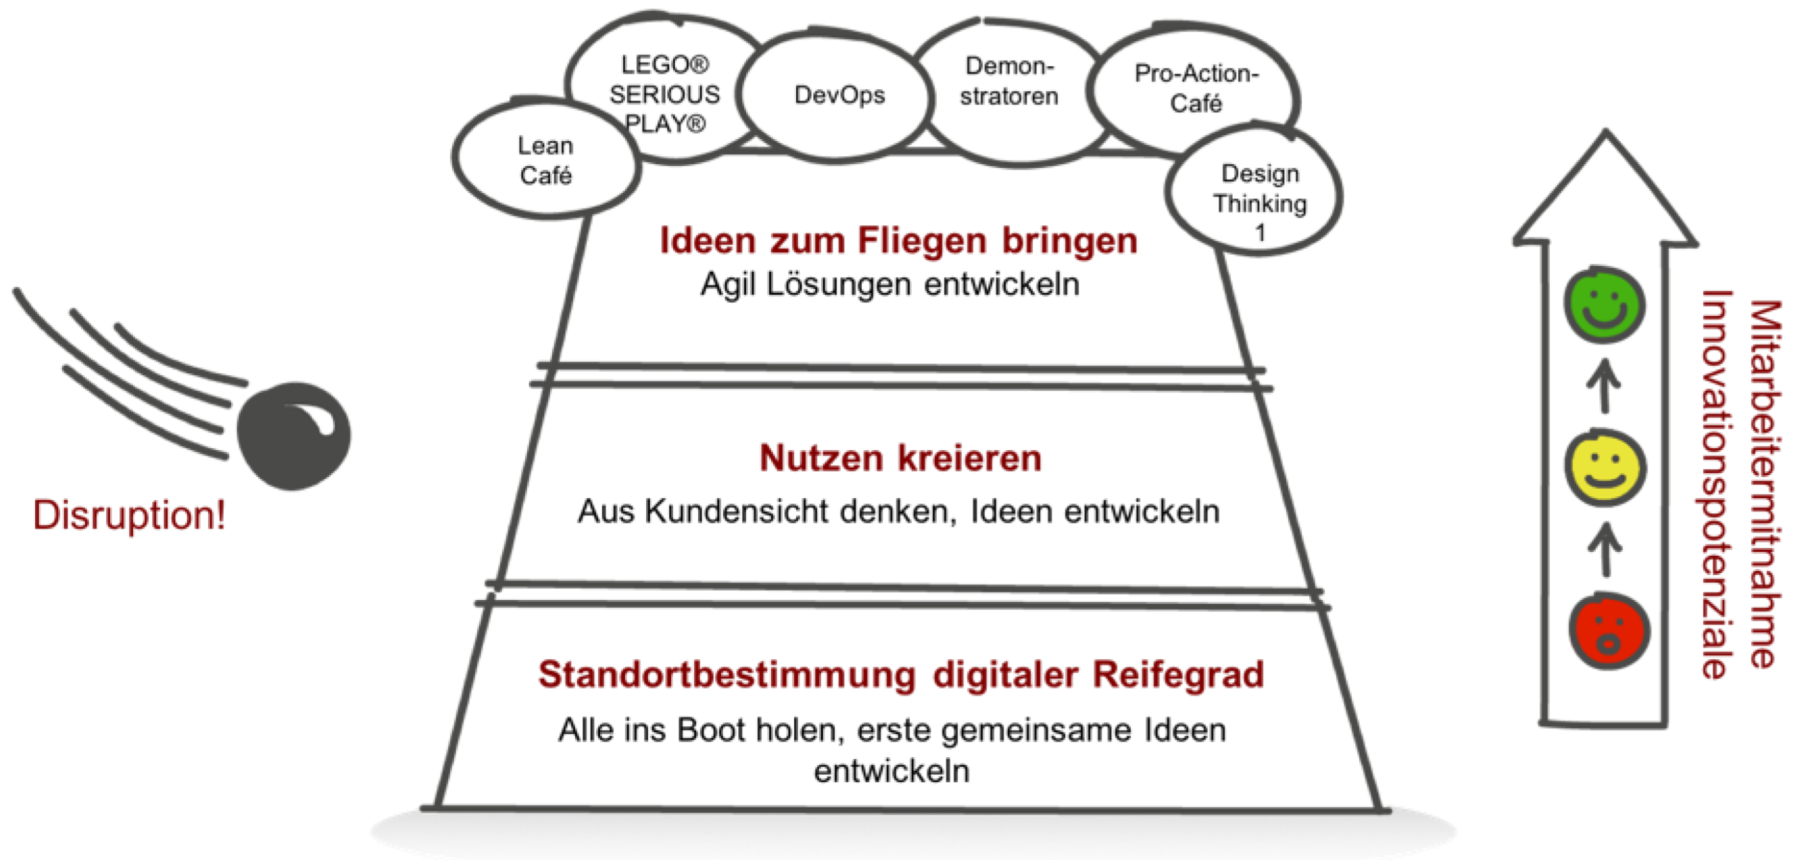 LEGO®
SERIOUS
PLAY®
DevOps
Demon-
stratoren
Pro-Action-
Café
Lean
Café
Design
Thinking
1
Ideen zum Fliegen bringen
Agil Lösungen entwickeln
Disruption!
Nutzen kreieren
Aus Kundensicht denken, Ideen entwickeln
Standortbestimmung digitaler Reifegrad
Alle ins Boot holen, erste gemeinsame Ideen
entwickeln
Mitarbeitermitnahme
Innovationspotenziale